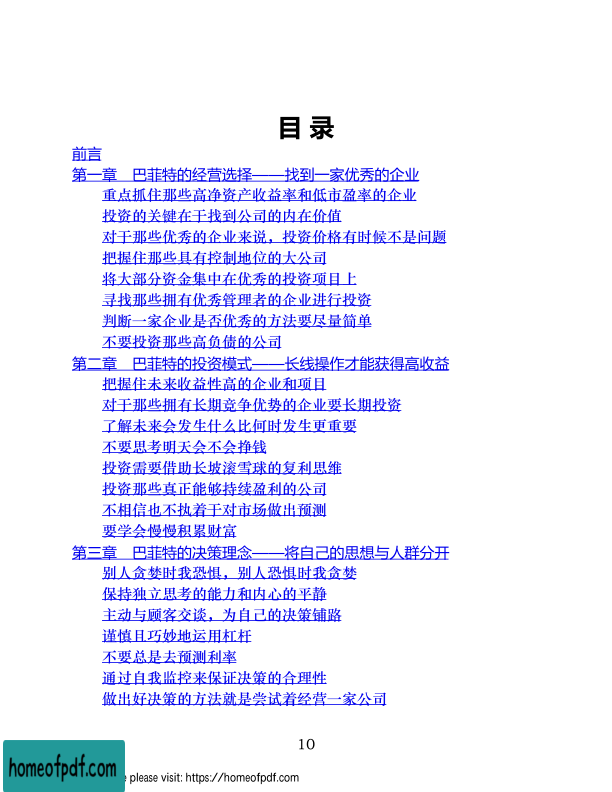 目 录
前言
第一章 巴菲特的经营选择——找到一家优秀的企业
重点抓住那些高净资产收益率和低市盈率的企业
投资的关键在于找到公司的内在价值
对于那些优秀的企业来说，投资价格有时候不是问题
把握住那些具有控制地位的大公司
将大部分资金集中在优秀的投资项目上
寻找那些拥有优秀管理者的企业进行投资
判断一家企业是否优秀的方法要尽量简单
不要投资那些高负债的公司
第二章 巴菲特的投资模式——长线操作才能获得高收益
把握住未来收益性高的企业和项目
对于那些拥有长期竞争优势的企业要长期投资
了解未来会发生什么比何时发生更重要
不要思考明天会不会挣钱
投资需要借助长坡滚雪球的复利思维
投资那些真正能够持续盈利的公司
不相信也不执着于对市场做出预测
要学会慢慢积累财富
第三章 巴菲特的决策理念——将自己的思想与人群分开
别人贪婪时我恐惧，别人恐惧时我贪婪
保持独立思考的能力和内心的平静
主动与顾客交谈，为自己的决策铺路
谨慎且巧妙地运用杠杆
不要总是去预测利率
通过自我监控来保证决策的合理性
做出好决策的方法就是尝试着经营一家公司
10
homeofpdf.com
please visit: https://homeofpdf.com